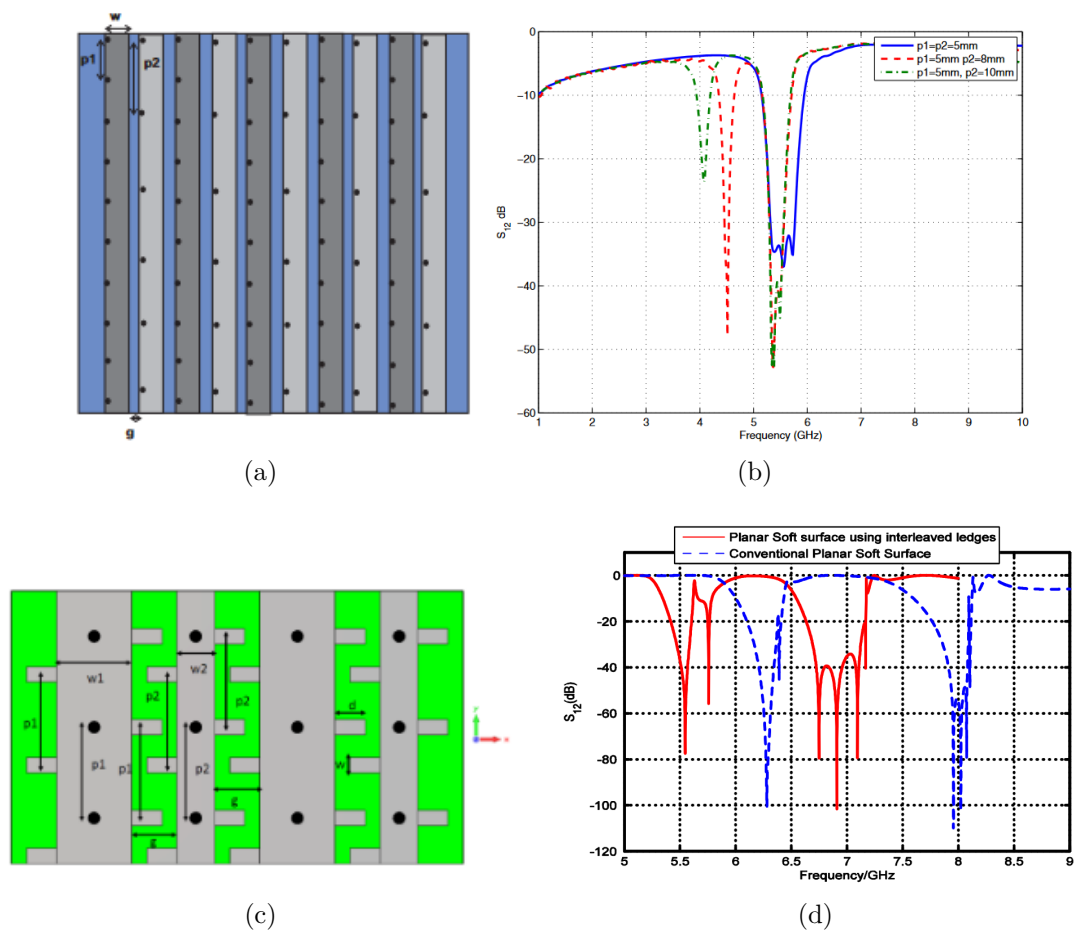 w
p1
p2
g
(a)
0
−10
−20
−30
−40
−50
−60
S12 dB
p1=p2=5mm
p1=5mm p2=8mm
p1=5mm, p2=10mm
1 2 3 4 5 6 7 8 9 10
Frequency (GHz)
(b)
w1
w2
p1
p2
p2
d
p1
p1
p2
w
g
g
(c)
Planar Soft surface using interleaved ledges
Conventional Planar Soft Surface
0
-20
-40
-60
-80
-100
-120
S12(dB)
5 5.5 6 6.5 7 7.5 8 8.5 9
Frequency/GHz
(d)